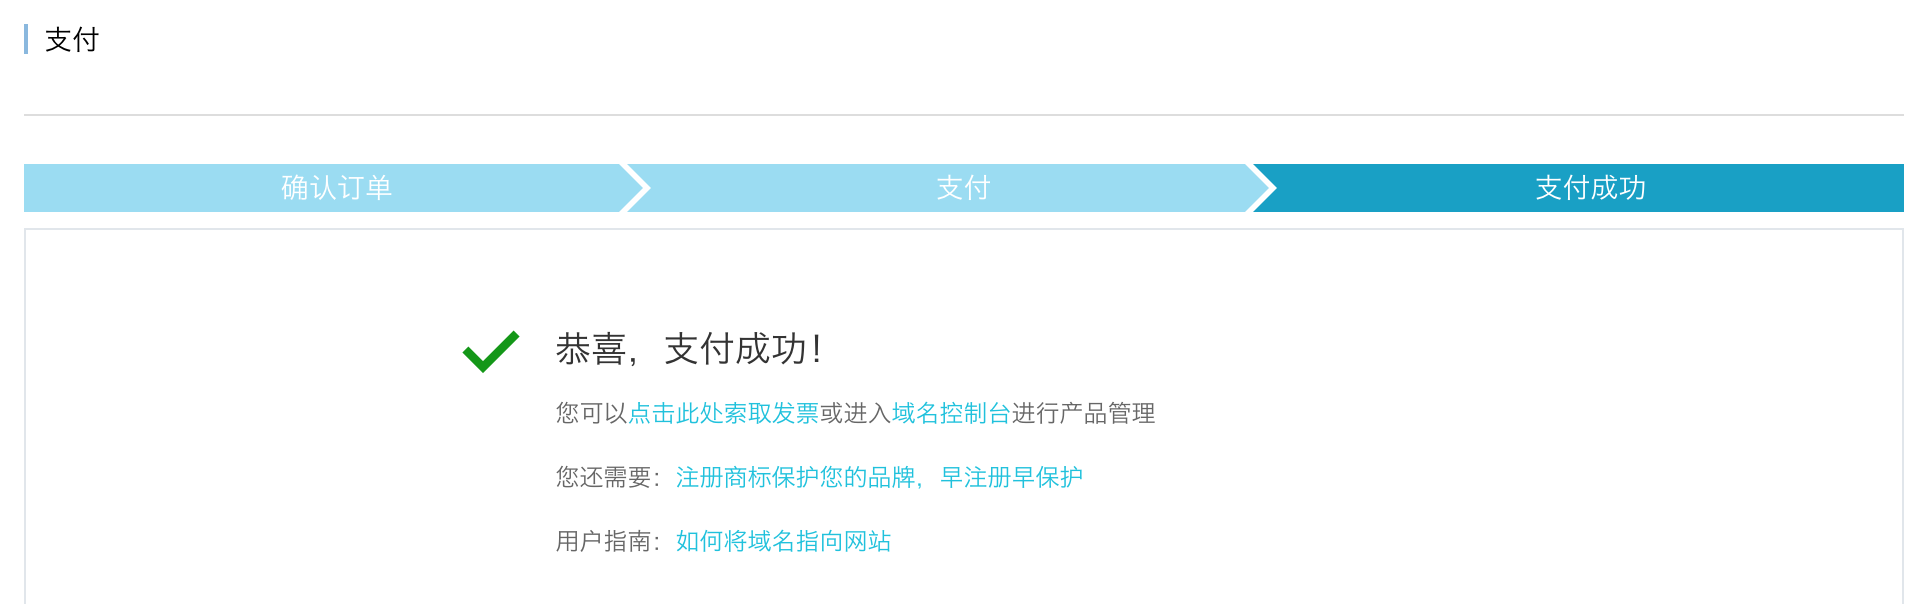 支付
确认订单
支付
支付成功
恭喜，支付成功！
您可以点击此处索取发票或进入域名控制台进行产品管理
您还需要：注册商标保护您的品牌，早注册早保护
用户指南：如何将域名指向网站